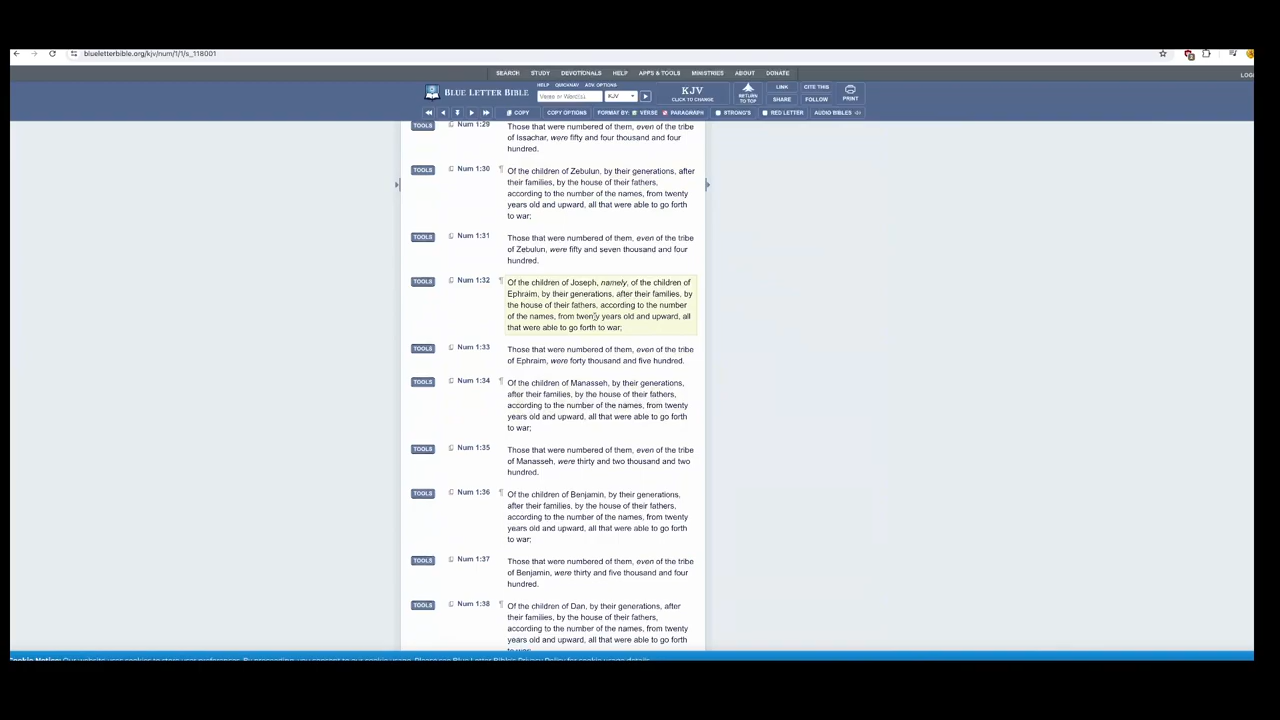 blueletterbible.org/kjv/num/1/1/s_118001
SEARCH STUDY DEVOTIONALS HELP APPS & TOOLS MINISTRIES ABOUT DONATE
BLUE LETTER BIBLE
HELP QUICKNAV ADV. OPTIONS
Verse or Word(s)
KJV
KJV
CLICK TO CHANGE
RETURN
TO TOP
LINK
CITE THIS
SHARE
FOLLOW
PRINT
COPY COPY OPTIONS FORMAT BY: VERSE PARAGRAPH STRONG'S RED LETTER AUDIO BIBLES
TOOLS Num 1:29 Those that were numbered of them, even of the tribe
of Issachar, were fifty and four thousand and four
hundred.
TOOLS Num 1:30 ¶ Of the children of Zebulun, by their generations, after
their families, by the house of their fathers,
according to the number of the names, from twenty
years old and upward, all that were able to go forth
to war;
TOOLS Num 1:31 Those that were numbered of them, even of the tribe
of Zebulun, were fifty and seven thousand and four
hundred.
TOOLS Num 1:32 ¶ Of the children of Joseph, namely, of the children of
Ephraim, by their generations, after their families, by
the house of their fathers, according to the number
of the names, from twenty years old and upward, all
that were able to go forth to war;
TOOLS Num 1:33 Those that were numbered of them, even of the tribe
of Ephraim, were forty thousand and five hundred.
TOOLS Num 1:34 ¶ Of the children of Manasseh, by their generations,
after their families, by the house of their fathers,
according to the number of the names, from twenty
years old and upward, all that were able to go forth
to war;
TOOLS Num 1:35 Those that were numbered of them, even of the tribe
of Manasseh, were thirty and two thousand and two
hundred.
TOOLS Num 1:36 ¶ Of the children of Benjamin, by their generations,
after their families, by the house of their fathers,
according to the number of the names, from twenty
years old and upward, all that were able to go forth
to war;
TOOLS Num 1:37 Those that were numbered of them, even of the tribe
of Benjamin, were thirty and five thousand and four
hundred.
TOOLS Num 1:38 ¶ Of the children of Dan, by their generations, after
their families, by the house of their fathers,
according to the number of the names, from twenty
years old and upward, all that were able to go forth